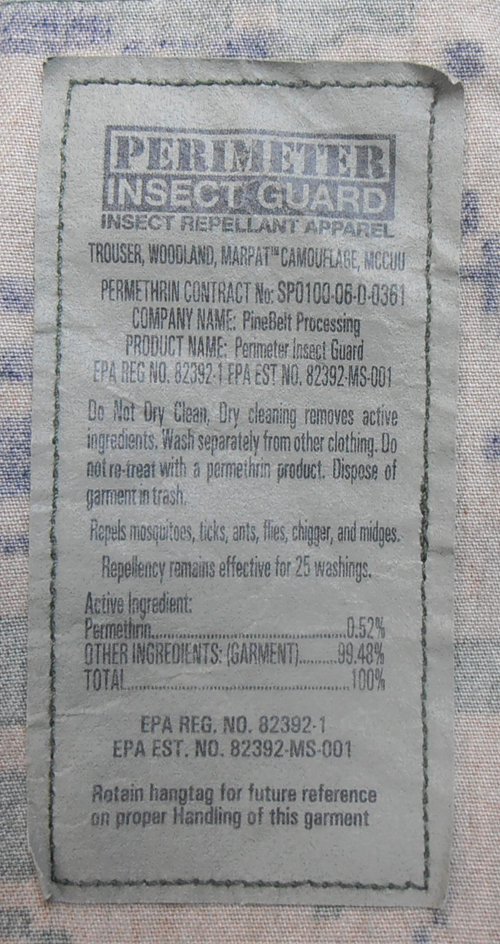 PERIMETER
INSECT GUARD
INSECT REPELLANT APPAREL
TROUSER, WOODLAND, MARPAT™ CAMOUFLAGE, MCCUU
PERMETHRIN CONTRACT No: SP0100-06-D-0361
COMPANY NAME: PineBelt Processing
PRODUCT NAME: Perimeter Insect Guard
EPA REG NO. 82392-1 EPA EST NO. 82392-MS-001
Do Not Dry Clean, Dry cleaning removes active
ingredients. Wash separately from other clothing. Do
not re-treat with a permethrin product. Dispose of
garment in trash.
Repels mosquitoes, ticks, ants, flies, chigger, and midges.
Repellency remains effective for 25 washings.
Active Ingredient:
Permethrin..............................................0.52%
OTHER INGREDIENTS: (GARMENT).........99.48%
TOTAL......................................................100%
EPA REG. NO. 82392-1
EPA EST. NO. 82392-MS-001
Retain hangtag for future reference
on proper Handling of this garment